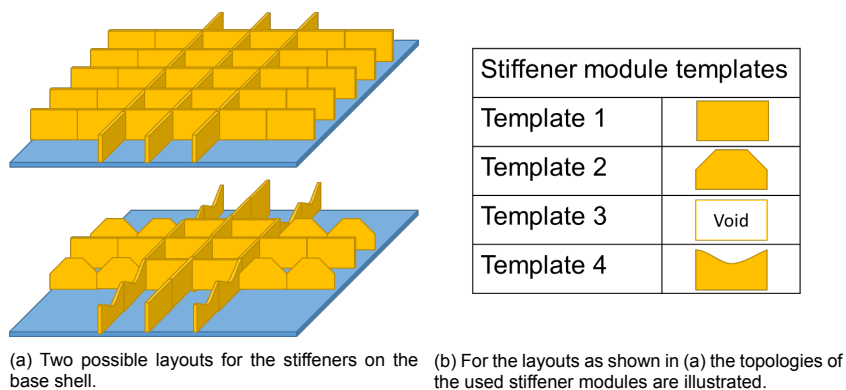 Stiffener module templates
Template 1
Template 2
Template 3
Void
Template 4
(a) Two possible layouts for the stiffeners on the
base shell.
(b) For the layouts as shown in (a) the topologies of
the used stiffener modules are illustrated.